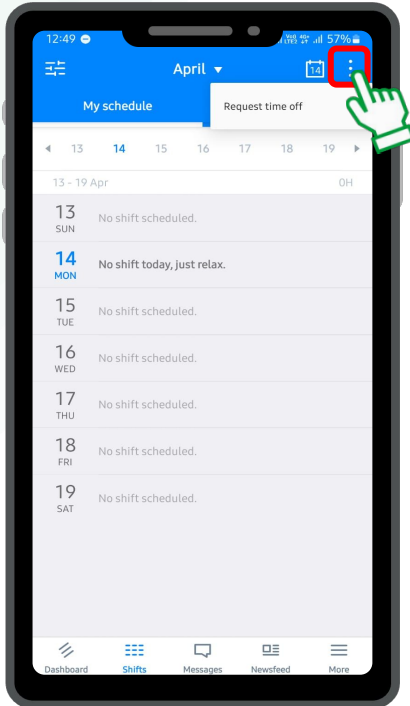 12:49 57%
April ▼ 14
My schedule Request time off
13 14 15 16 17 18 19
13 - 19 Apr 0H
13 No shift scheduled.
SUN
14 No shift today, just relax.
MON
15 No shift scheduled.
TUE
16 No shift scheduled.
WED
17 No shift scheduled.
THU
18 No shift scheduled.
FRI
19 No shift scheduled.
SAT
Dashboard Shifts Messages Newsfeed More